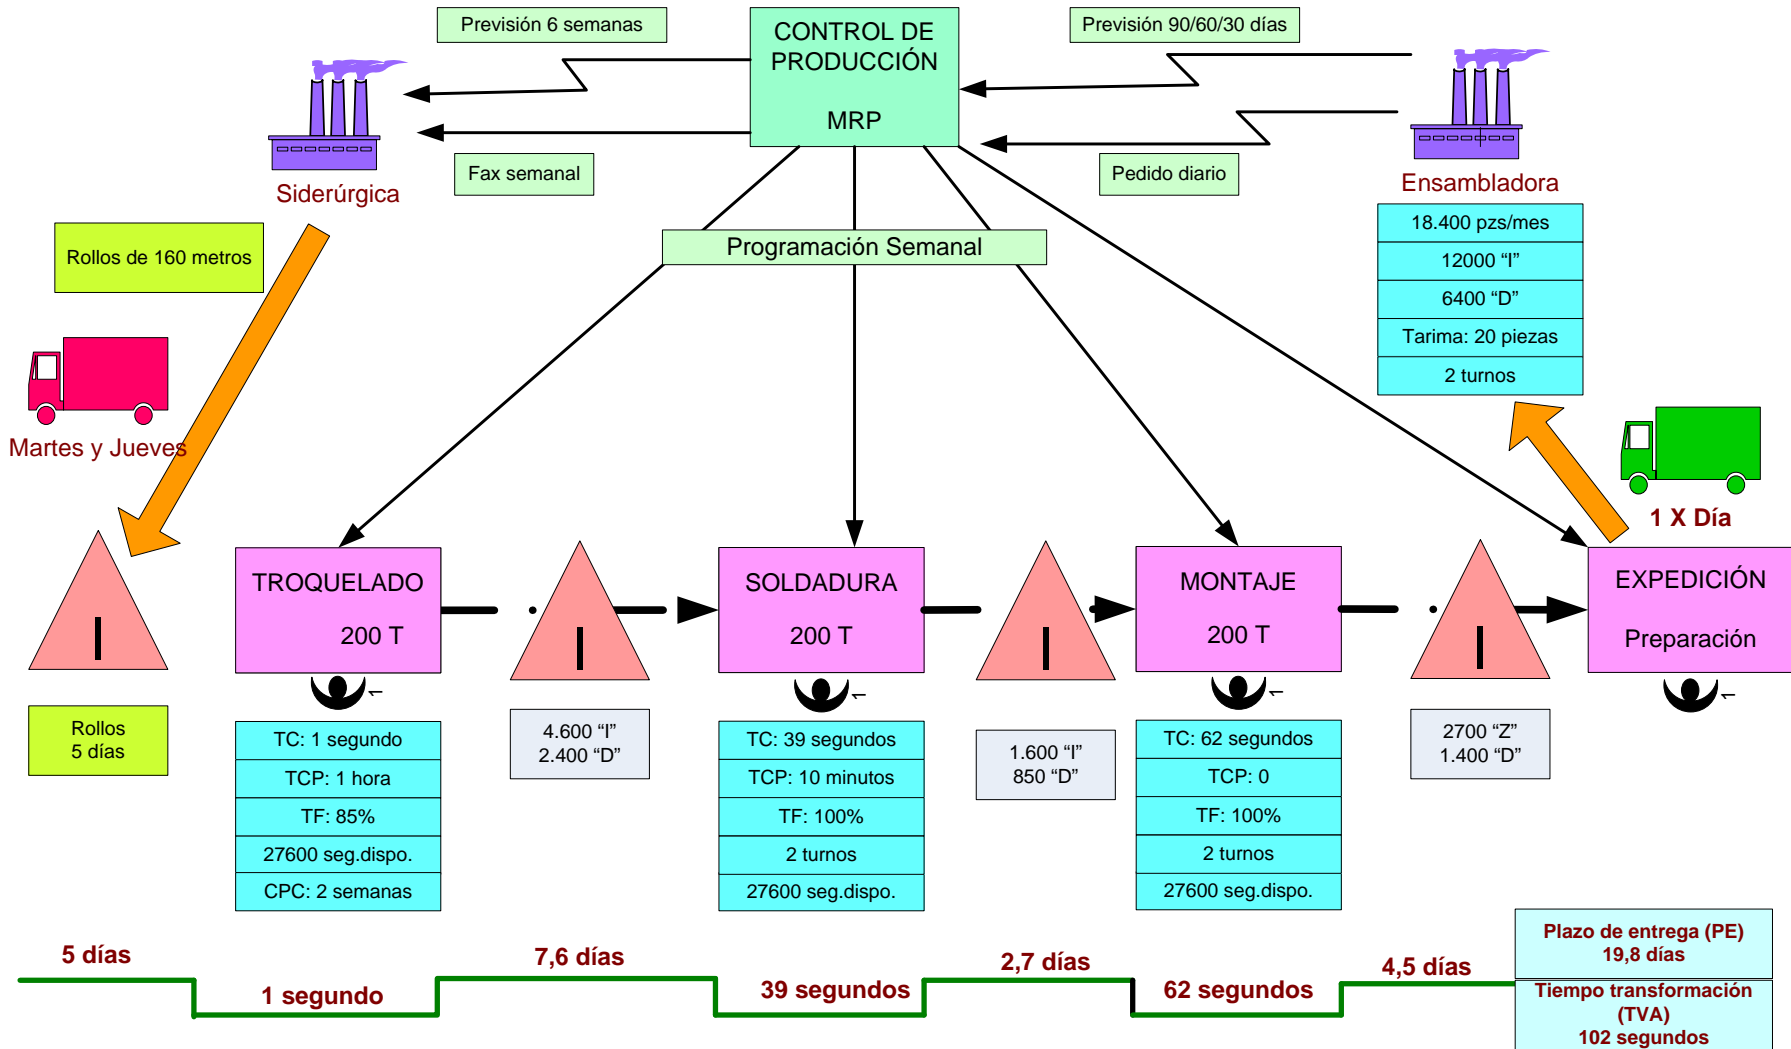 Previsión 6 semanas
CONTROL DE
PRODUCCIÓN
MRP
Previsión 90/60/30 días
Fax semanal
Pedido diario
Siderúrgica
Ensambladora
Rollos de 160 metros
Programación Semanal
18.400 pzs/mes
12000 “I”
6400 “D”
Tarima: 20 piezas
2 turnos
Martes y Jueves
1 X Día
I
TROQUELADO
200 T
I
SOLDADURA
200 T
I
MONTAJE
200 T
I
EXPEDICIÓN
Preparación
1
1
1
1
Rollos
5 días
TC: 1 segundo
TCP: 1 hora
TF: 85%
27600 seg.dispo.
CPC: 2 semanas
4.600 “I”
2.400 “D”
TC: 39 segundos
TCP: 10 minutos
TF: 100%
2 turnos
27600 seg.dispo.
1.600 “I”
850 “D”
TC: 62 segundos
TCP: 0
TF: 100%
2 turnos
27600 seg.dispo.
2700 “Z”
1.400 “D”
5 días
1 segundo
7,6 días
39 segundos
2,7 días
62 segundos
4,5 días
Plazo de entrega (PE)
19,8 días
Tiempo transformación
(TVA)
102 segundos